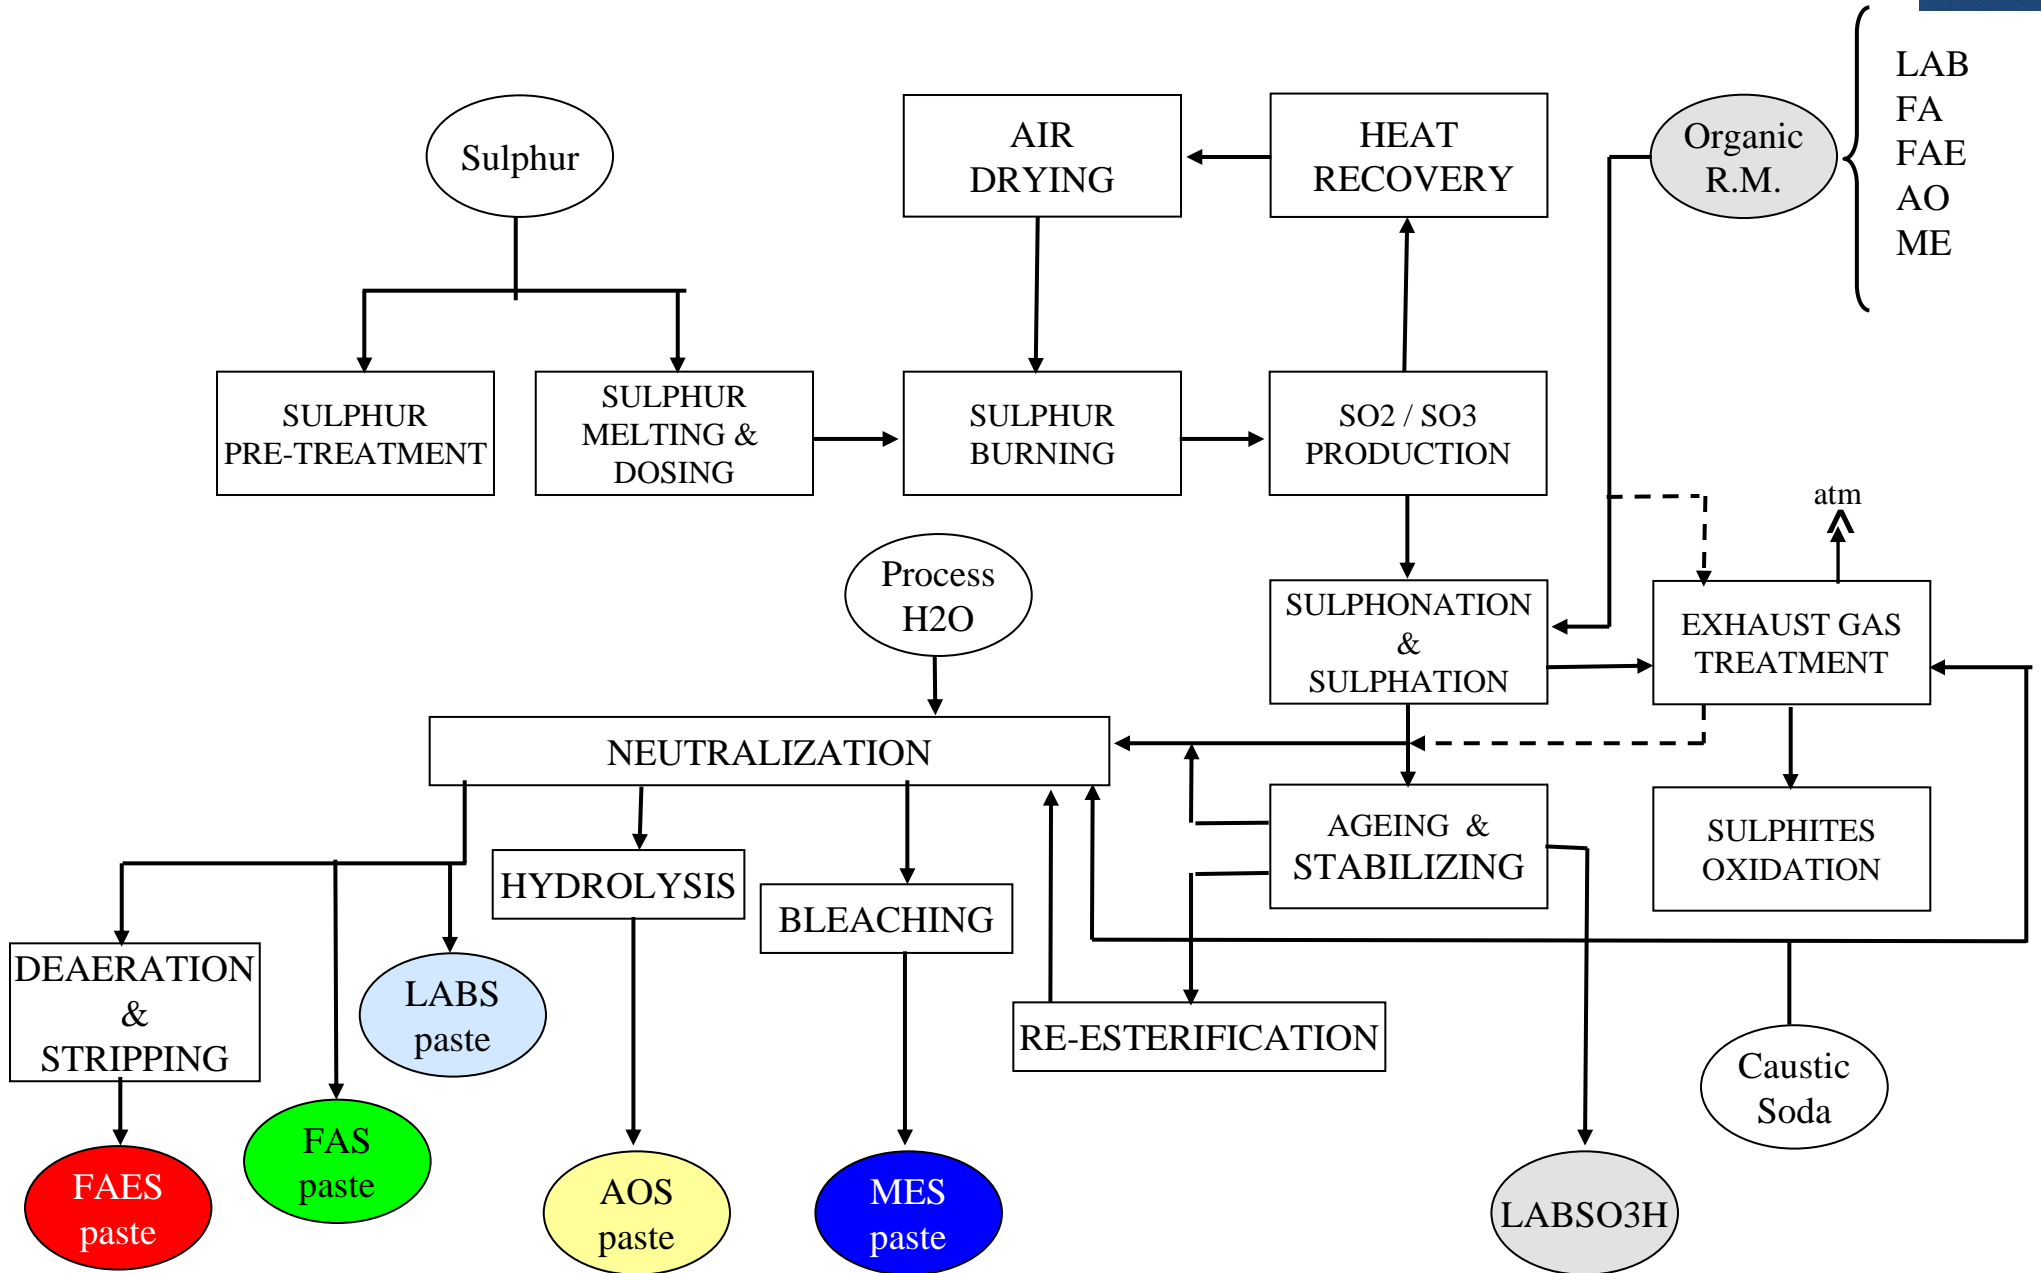 LAB
FA
FAE
AO
ME
Sulphur
AIR
DRYING
HEAT
RECOVERY
Organic
R.M.
SULPHUR
PRE-TREATMENT
SULPHUR
MELTING &
DOSING
SULPHUR
BURNING
SO2 / SO3
PRODUCTION
atm
Process
H2O
SULPHONATION
&
SULPHATION
EXHAUST GAS
TREATMENT
NEUTRALIZATION
AGEING &
STABILIZING
SULPHITES
OXIDATION
HYDROLYSIS
BLEACHING
DEAERATION
&
STRIPPING
LABS
paste
RE-ESTERIFICATION
Caustic
Soda
FAES
paste
FAS
paste
AOS
paste
MES
paste
LABSO3H